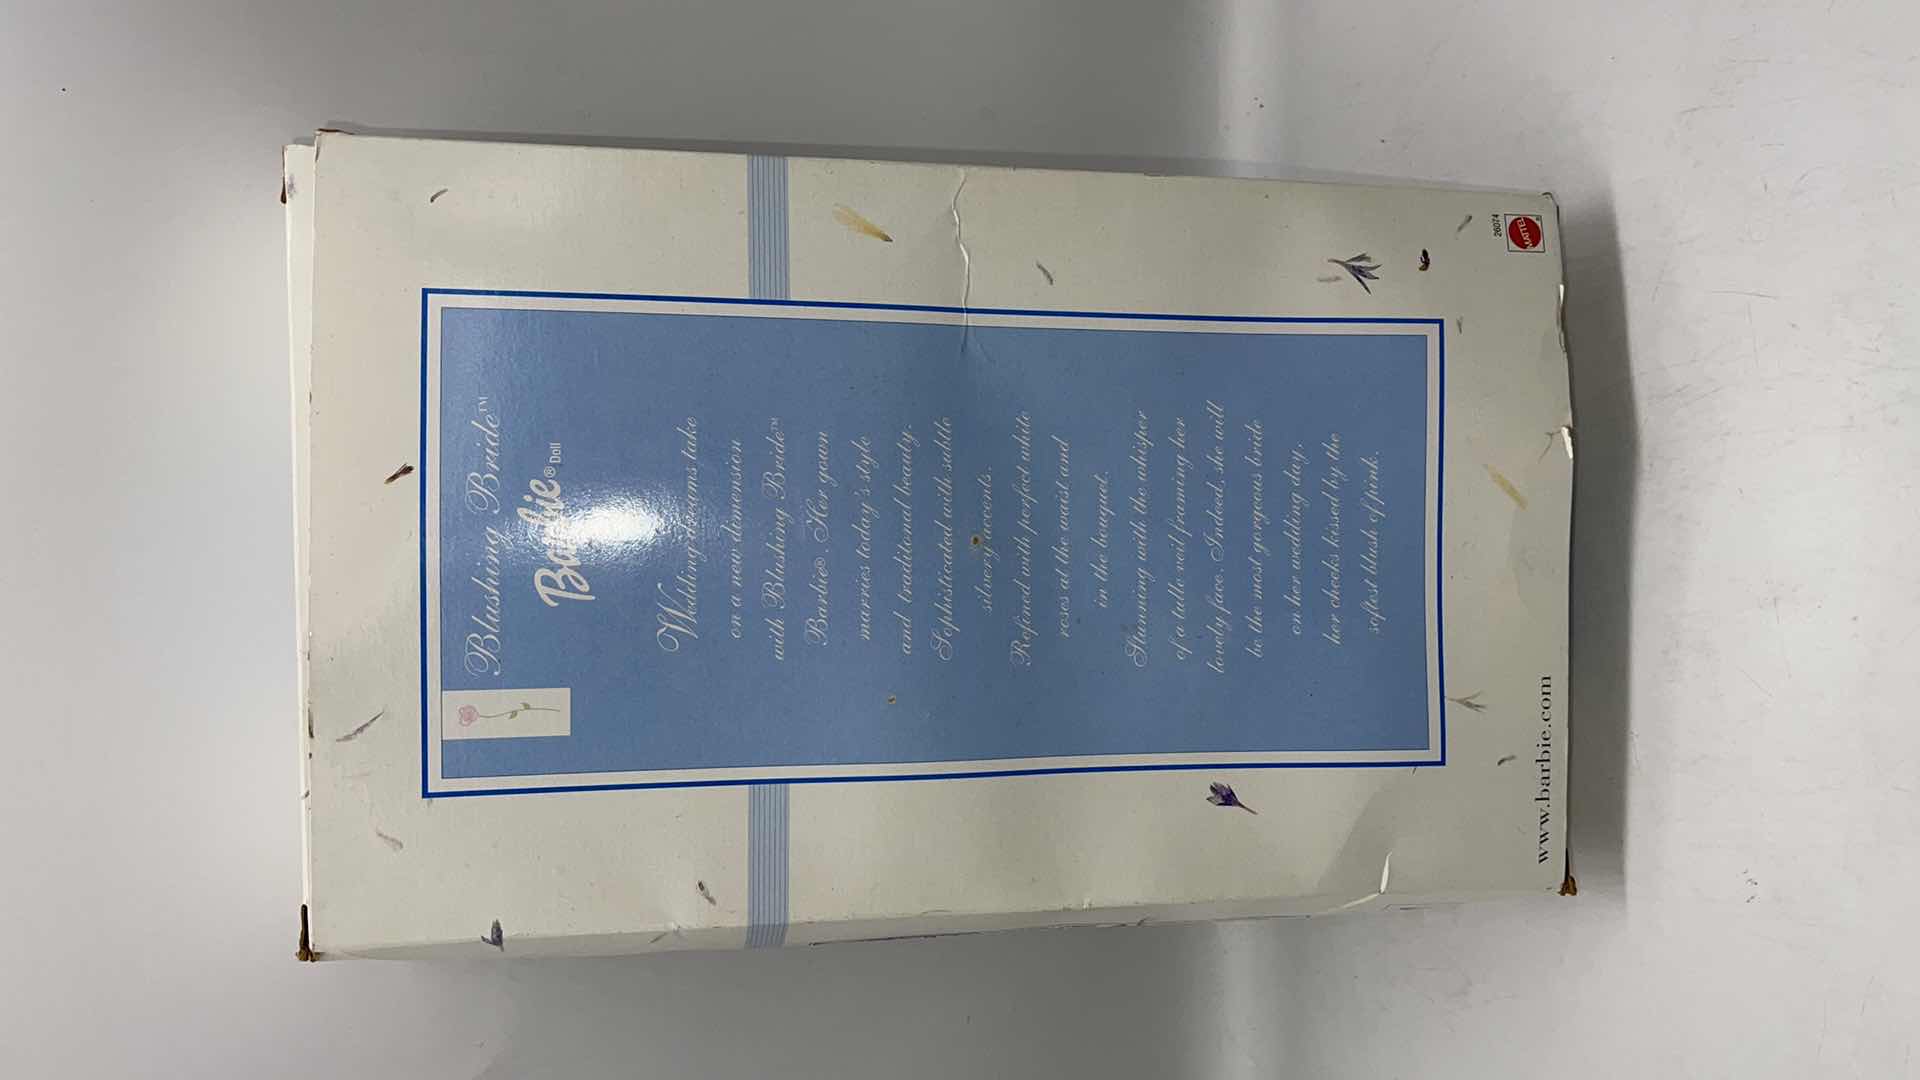 Blushing Bride™
Barbie® Doll
Wedding dreams take
on a new dimension
with Blushing Bride™
Barbie®. Her gown
marries today's style
and traditional beauty.
Sophisticated with subtle
silvery accents.
Refined with perfect white
roses at the waist and
in the bouquet.
Stunning with the whisper
of a tulle veil framing her
lovely face. Indeed, she will
be the most gorgeous bride
on her wedding day,
her cheeks kissed by the
softest blush of pink.
www.barbie.com
26074
MATTEL®